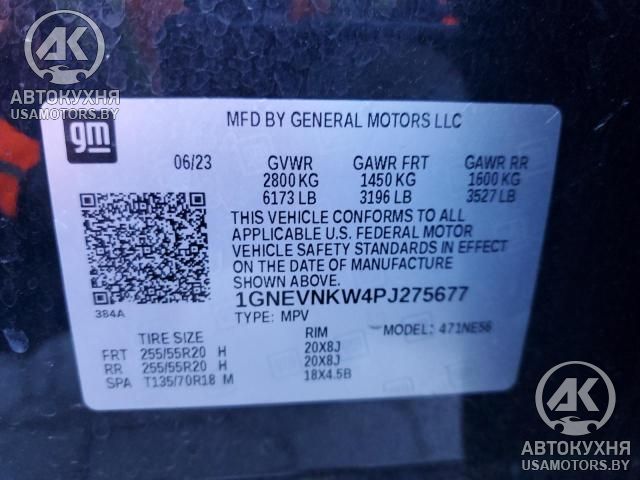 АК
АВТОКУХНЯ
USAMOTORS.BY
gm
MFD BY GENERAL MOTORS LLC
06/23 GVWR GAWR FRT GAWR RR
2800 KG 1450 KG 1600 KG
6173 LB 3196 LB 3527 LB
THIS VEHICLE CONFORMS TO ALL
APPLICABLE U.S. FEDERAL MOTOR
VEHICLE SAFETY STANDARDS IN EFFECT
ON THE DATE OF MANUFACTURE
SHOWN ABOVE.
1GNEVNKW4PJ275677
384A
TYPE: MPV
MODEL: 471NE56
TIRE SIZE RIM
FRT 255/55R20 H 20X8J
RR 255/55R20 H 20X8J
SPA T135/70R18 M 18X4.5B
АК
АВТОКУХНЯ
USAMOTORS.BY